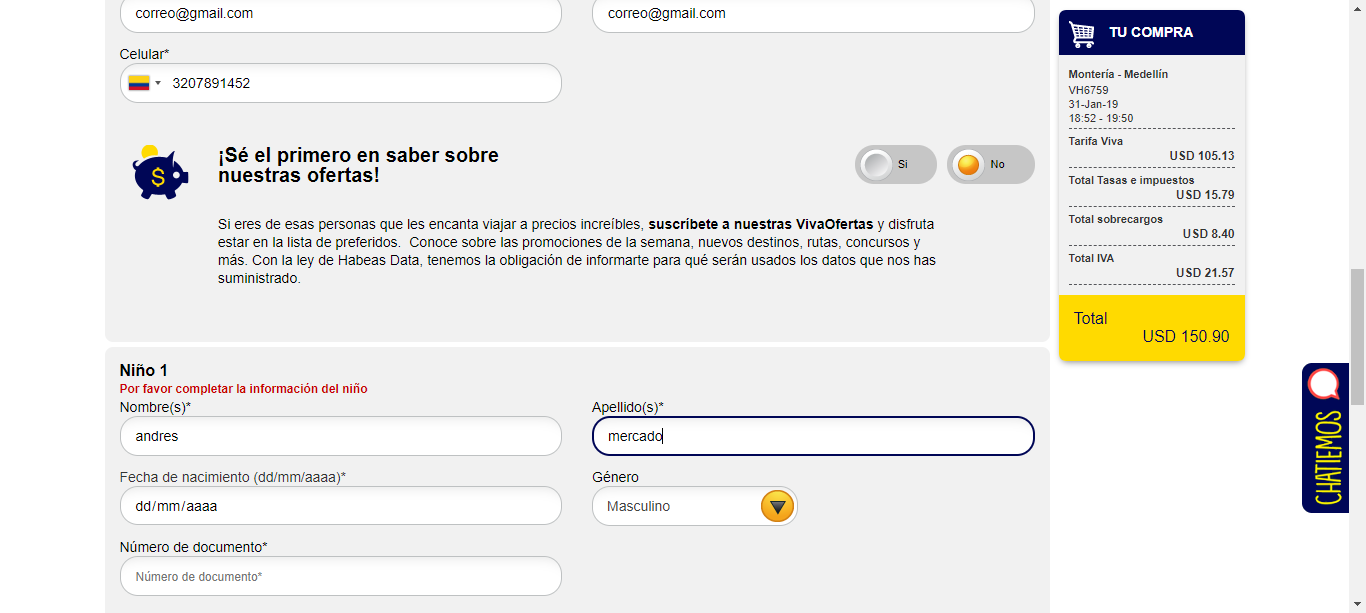 correo@gmail.com
correo@gmail.com
Celular*
3207891452
¡Sé el primero en saber sobre
nuestras ofertas!
Si
No
Si eres de esas personas que les encanta viajar a precios increíbles, suscríbete a nuestras VivaOfertas y disfruta
estar en la lista de preferidos. Conoce sobre las promociones de la semana, nuevos destinos, rutas, concursos y
más. Con la ley de Habeas Data, tenemos la obligación de informarte para qué serán usados los datos que nos has
suministrado.
Niño 1
Por favor completar la información del niño
Nombre(s)*
Apellido(s)*
andres
mercado
Fecha de nacimiento (dd/mm/aaaa)*
Género
dd/mm/aaaa
Masculino
Número de documento*
Número de documento*
TU COMPRA
Montería - Medellín
VH6759
31-Jan-19
18:52 - 19:50
Tarifa Viva
USD 105.13
Total Tasas e impuestos
USD 15.79
Total sobrecargos
USD 8.40
Total IVA
USD 21.57
Total
USD 150.90
CHATIEMOS